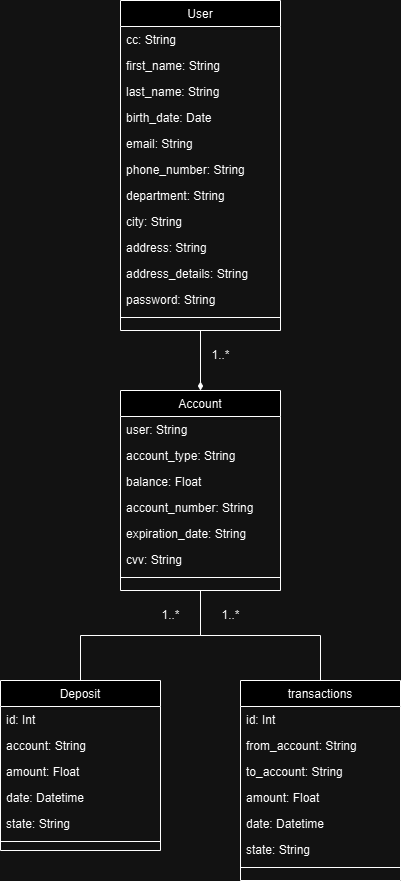 User
cc: String
first_name: String
last_name: String
birth_date: Date
email: String
phone_number: String
department: String
city: String
address: String
address_details: String
password: String
1..*
Account
user: String
account_type: String
balance: Float
account_number: String
expiration_date: String
cvv: String
1..*
1..*
Deposit
id: Int
account: String
amount: Float
date: Datetime
state: String
transactions
id: Int
from_account: String
to_account: String
amount: Float
date: Datetime
state: String